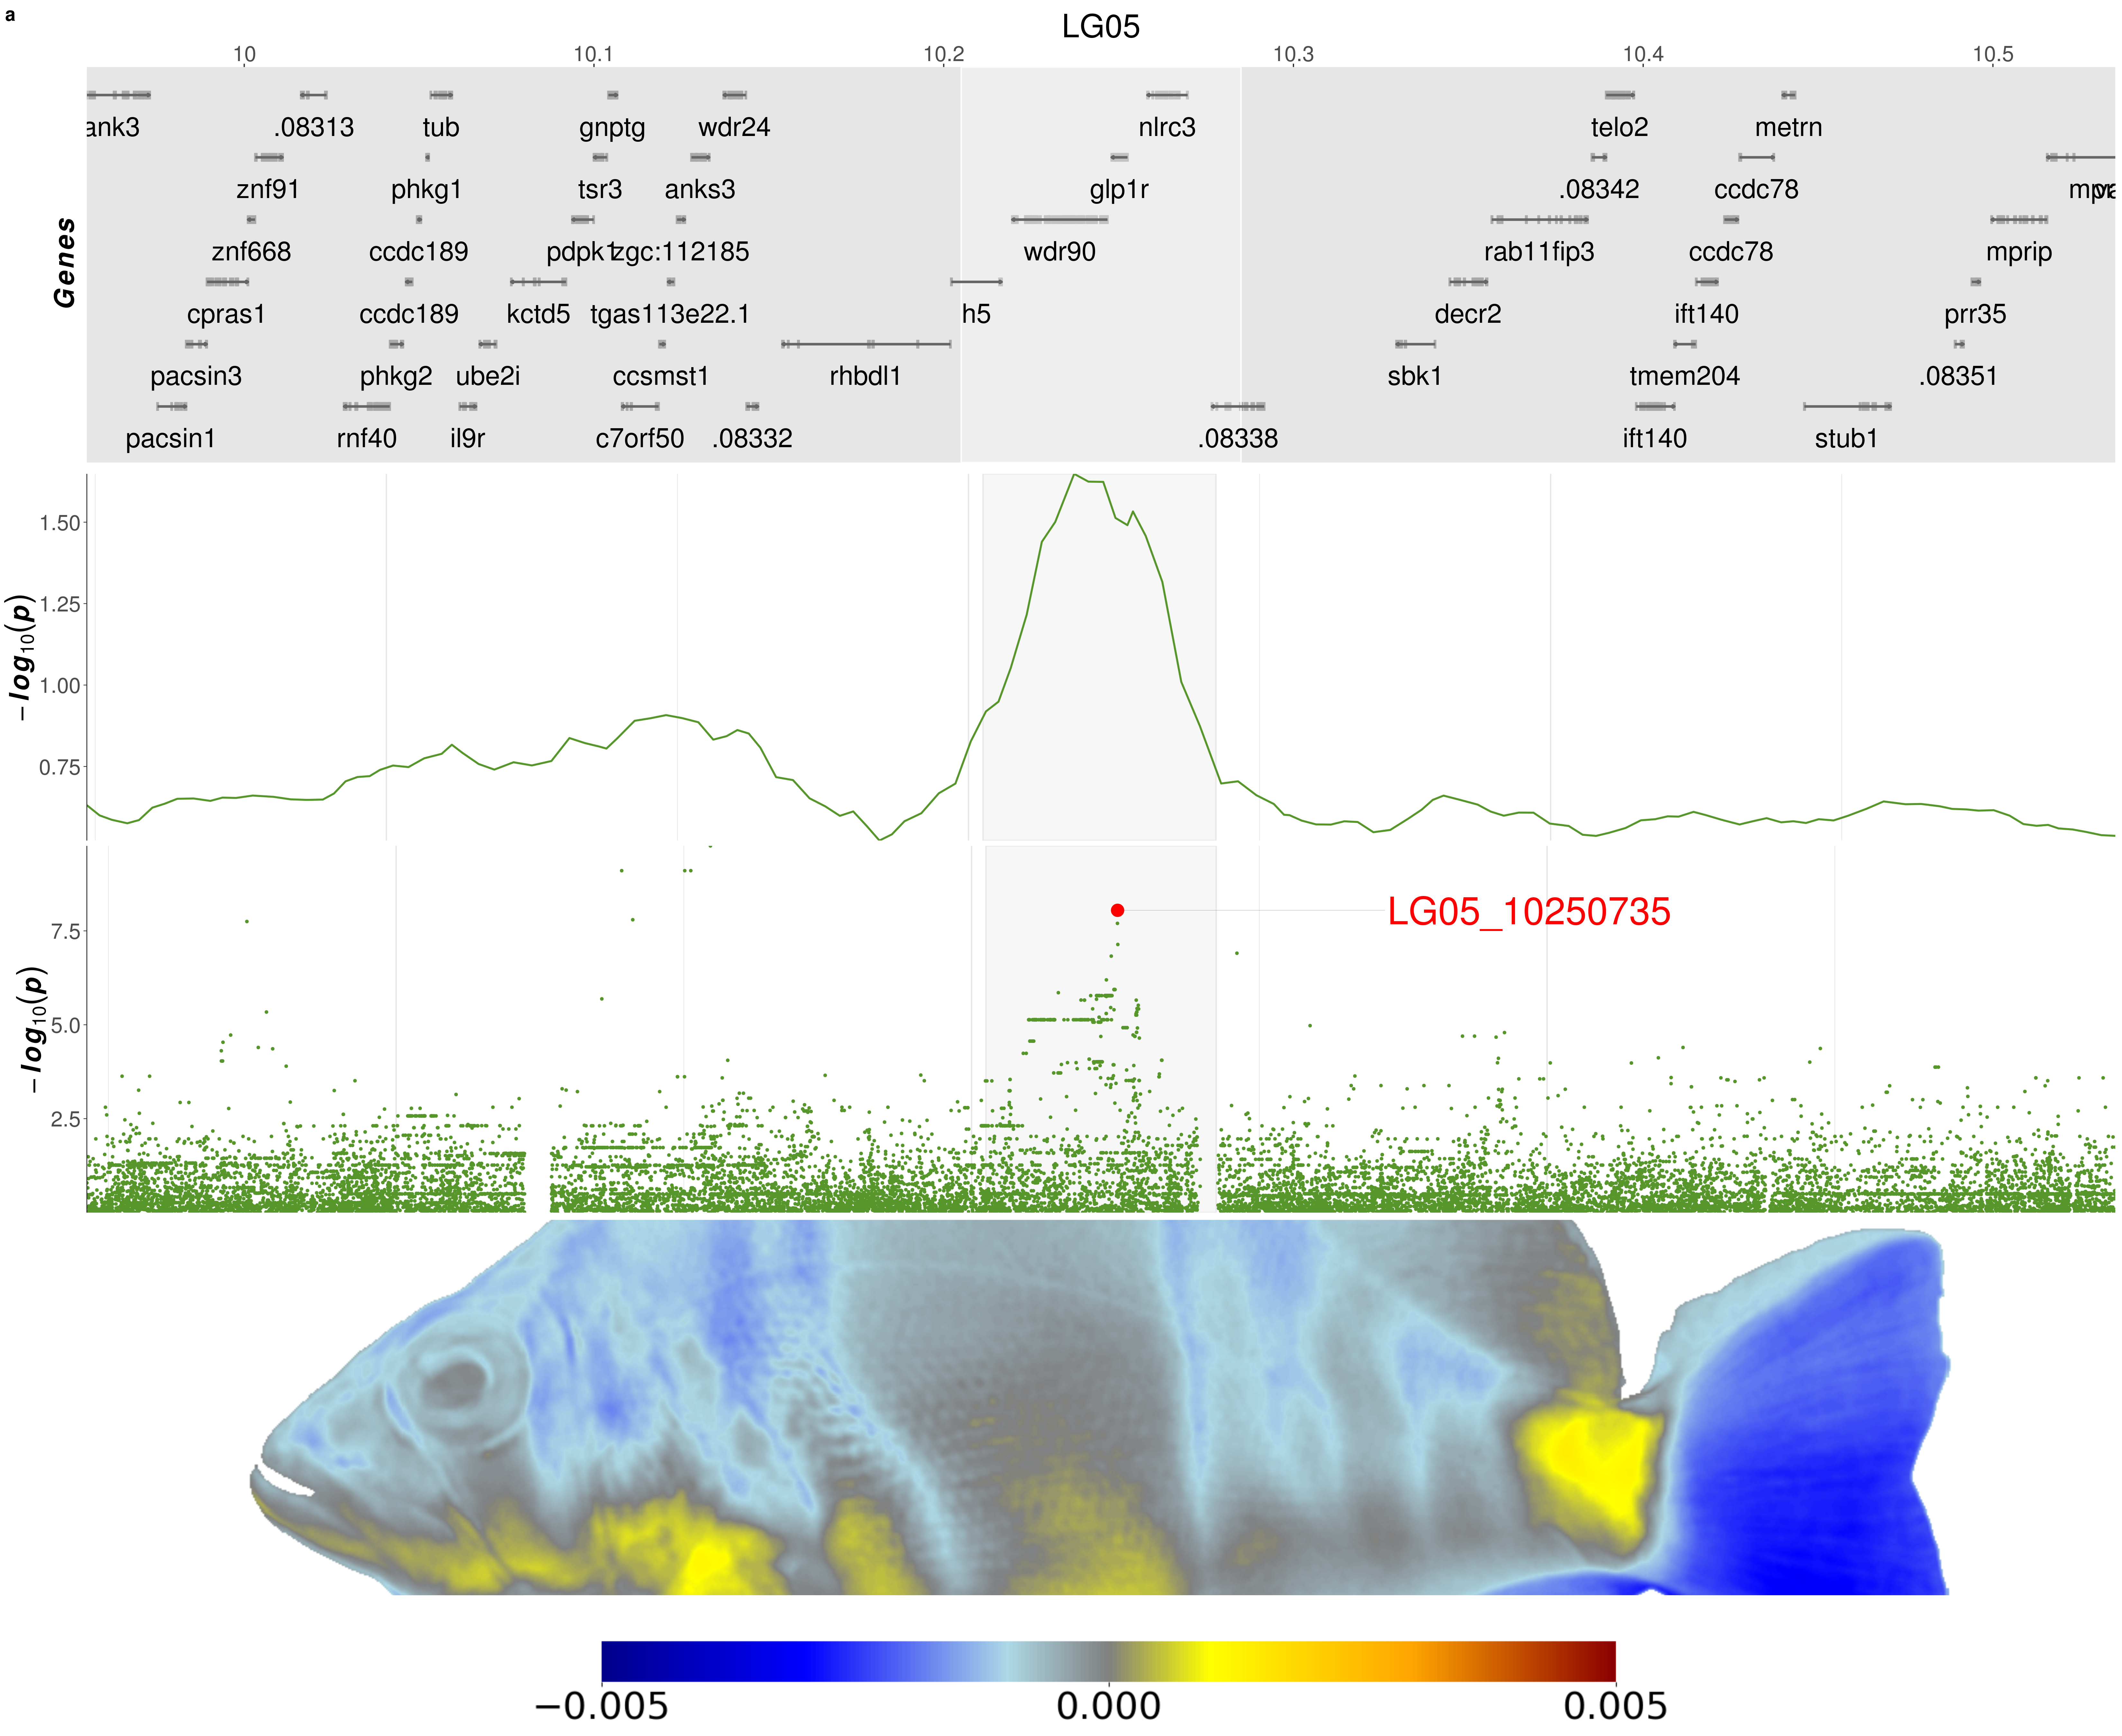 a
LG05
10 10.1 10.2 10.3 10.4 10.5
Genes
ank3 .08313 tub gnptg wdr24 nlrc3 telo2 metrn
znf91 phkg1 tsr3 anks3 glp1r .08342 ccdc78
znf668 ccdc189 pdpk1 zgc:112185 wdr90 rab11fip3 ccdc78 mprip
cpras1 ccdc189 kctd5 tgas113e22.1 h5 decr2 ift140 prr35
pacsin3 phkg2 ube2i ccsmst1 rhbdl1 sbk1 tmem204 .08351
pacsin1 rnf40 il9r c7orf50 .08332 .08338 ift140 stub1
−log10(p)
1.50
1.25
1.00
0.75
−log10(p)
7.5
5.0
2.5
LG05_10250735
−0.005 0.000 0.005